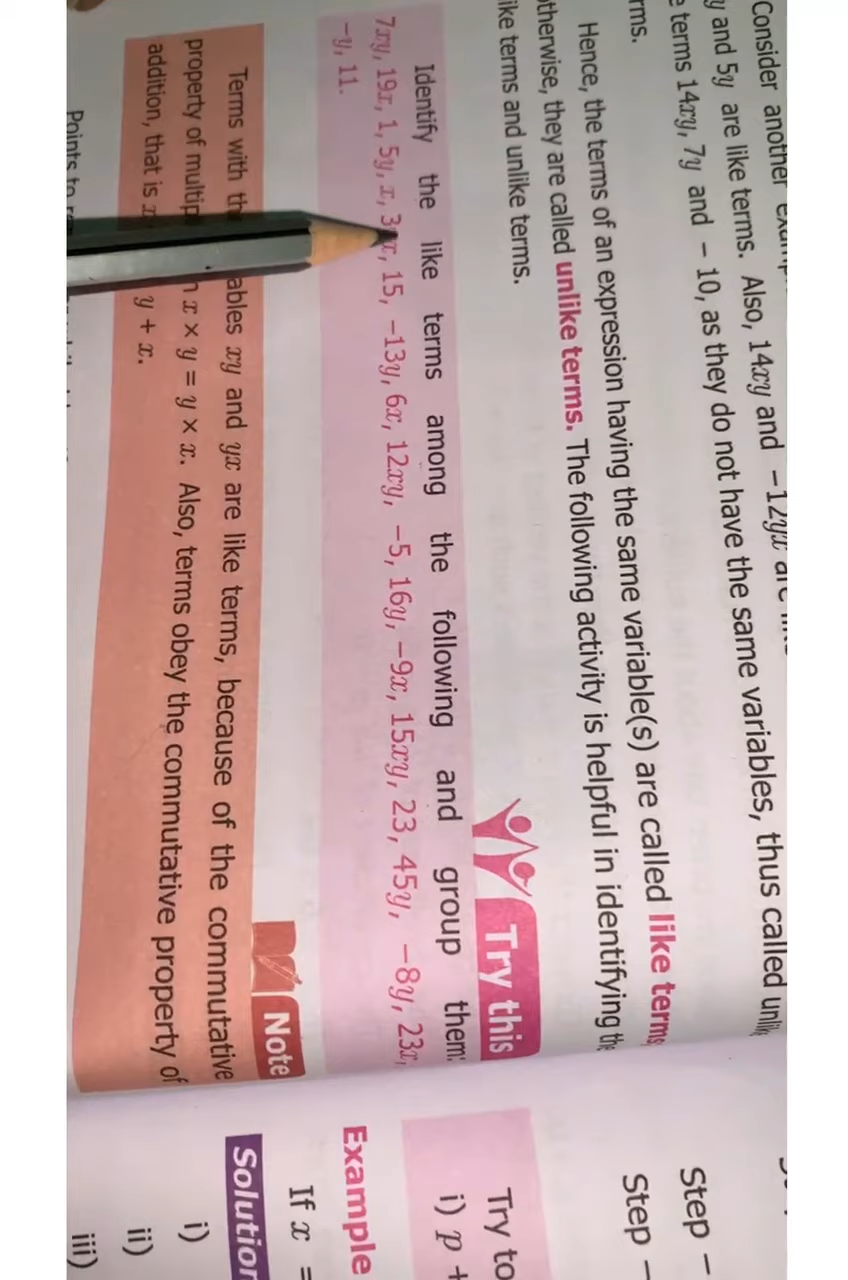 Consider another
y and 5y are like terms. Also, 14xy and −12yx are
terms 14xy, 7y and − 10, as they do not have the same variables, thus called
Hence, the terms of an expression having the same variable(s) are called like terms
otherwise, they are called unlike terms. The following activity is helpful in identifying
like terms and unlike terms.
Try this
Identify the like terms among the following and group them:
7xy, 19x, 1, 5y, x, 15, −13y, 6x, 12xy, −5, 16y, −9x, 15xy, 23, 45y, −8y, 23x,
−y, 11.
Note
Terms with ables xy and yx are like terms, because of the commutative
property of multip n x × y = y × x. Also, terms obey the commutative property of
addition, that is y + x.
Points to
Step –
Step –
Try to
i) p +
Example
If x =
Solution
i)
ii)
iii)